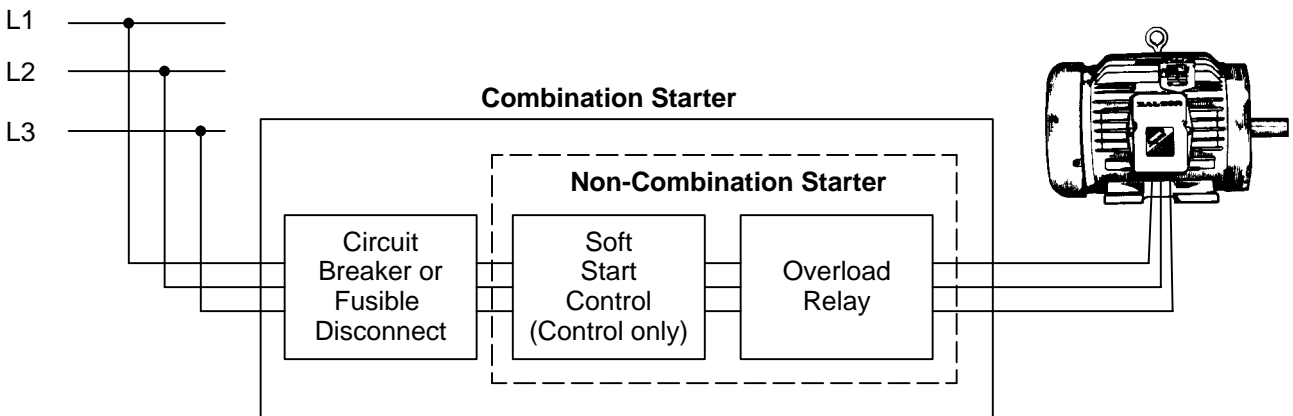 L1
L2
L3
Combination Starter
Non-Combination Starter
Circuit
Breaker or
Fusible
Disconnect
Soft
Start
Control
(Control only)
Overload
Relay
BALDOR